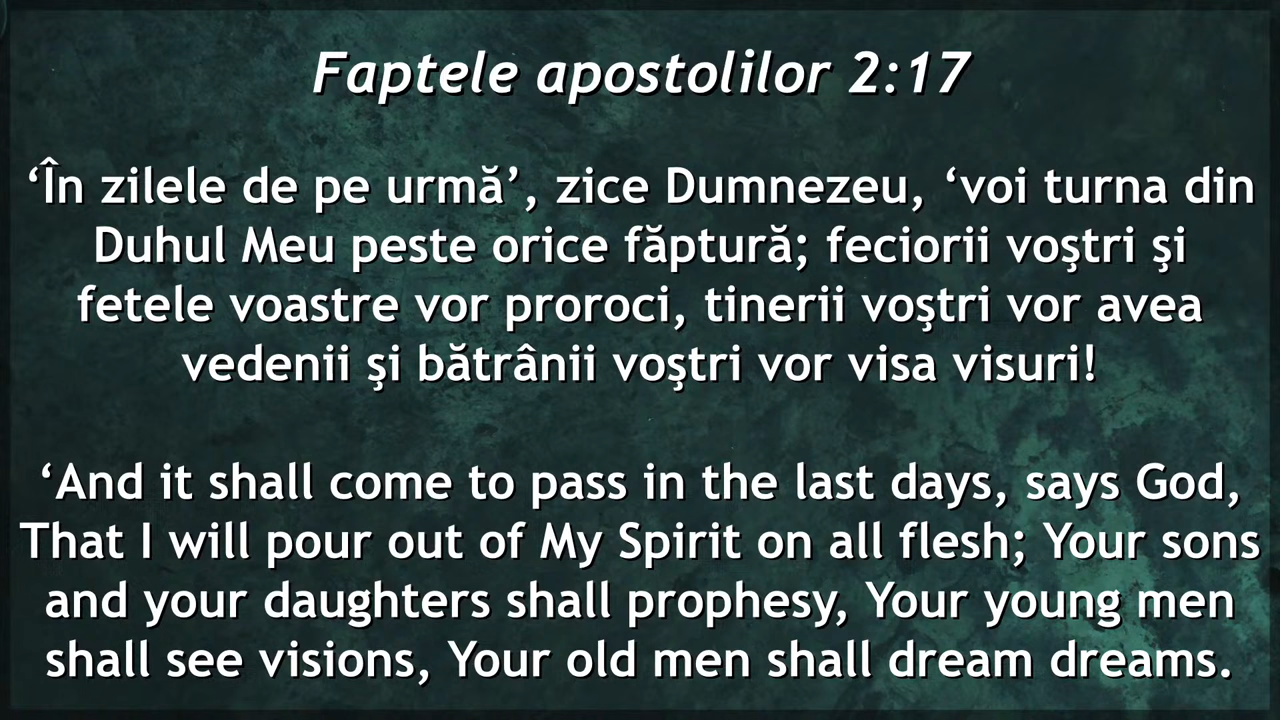 Faptele apostolilor 2:17
‘În zilele de pe urmă’, zice Dumnezeu, ‘voi turna din
Duhul Meu peste orice făptură; feciorii voştri şi
fetele voastre vor proroci, tinerii voştri vor avea
vedenii şi bătrânii voştri vor visa visuri!
‘And it shall come to pass in the last days, says God,
That I will pour out of My Spirit on all flesh; Your sons
and your daughters shall prophesy, Your young men
shall see visions, Your old men shall dream dreams.